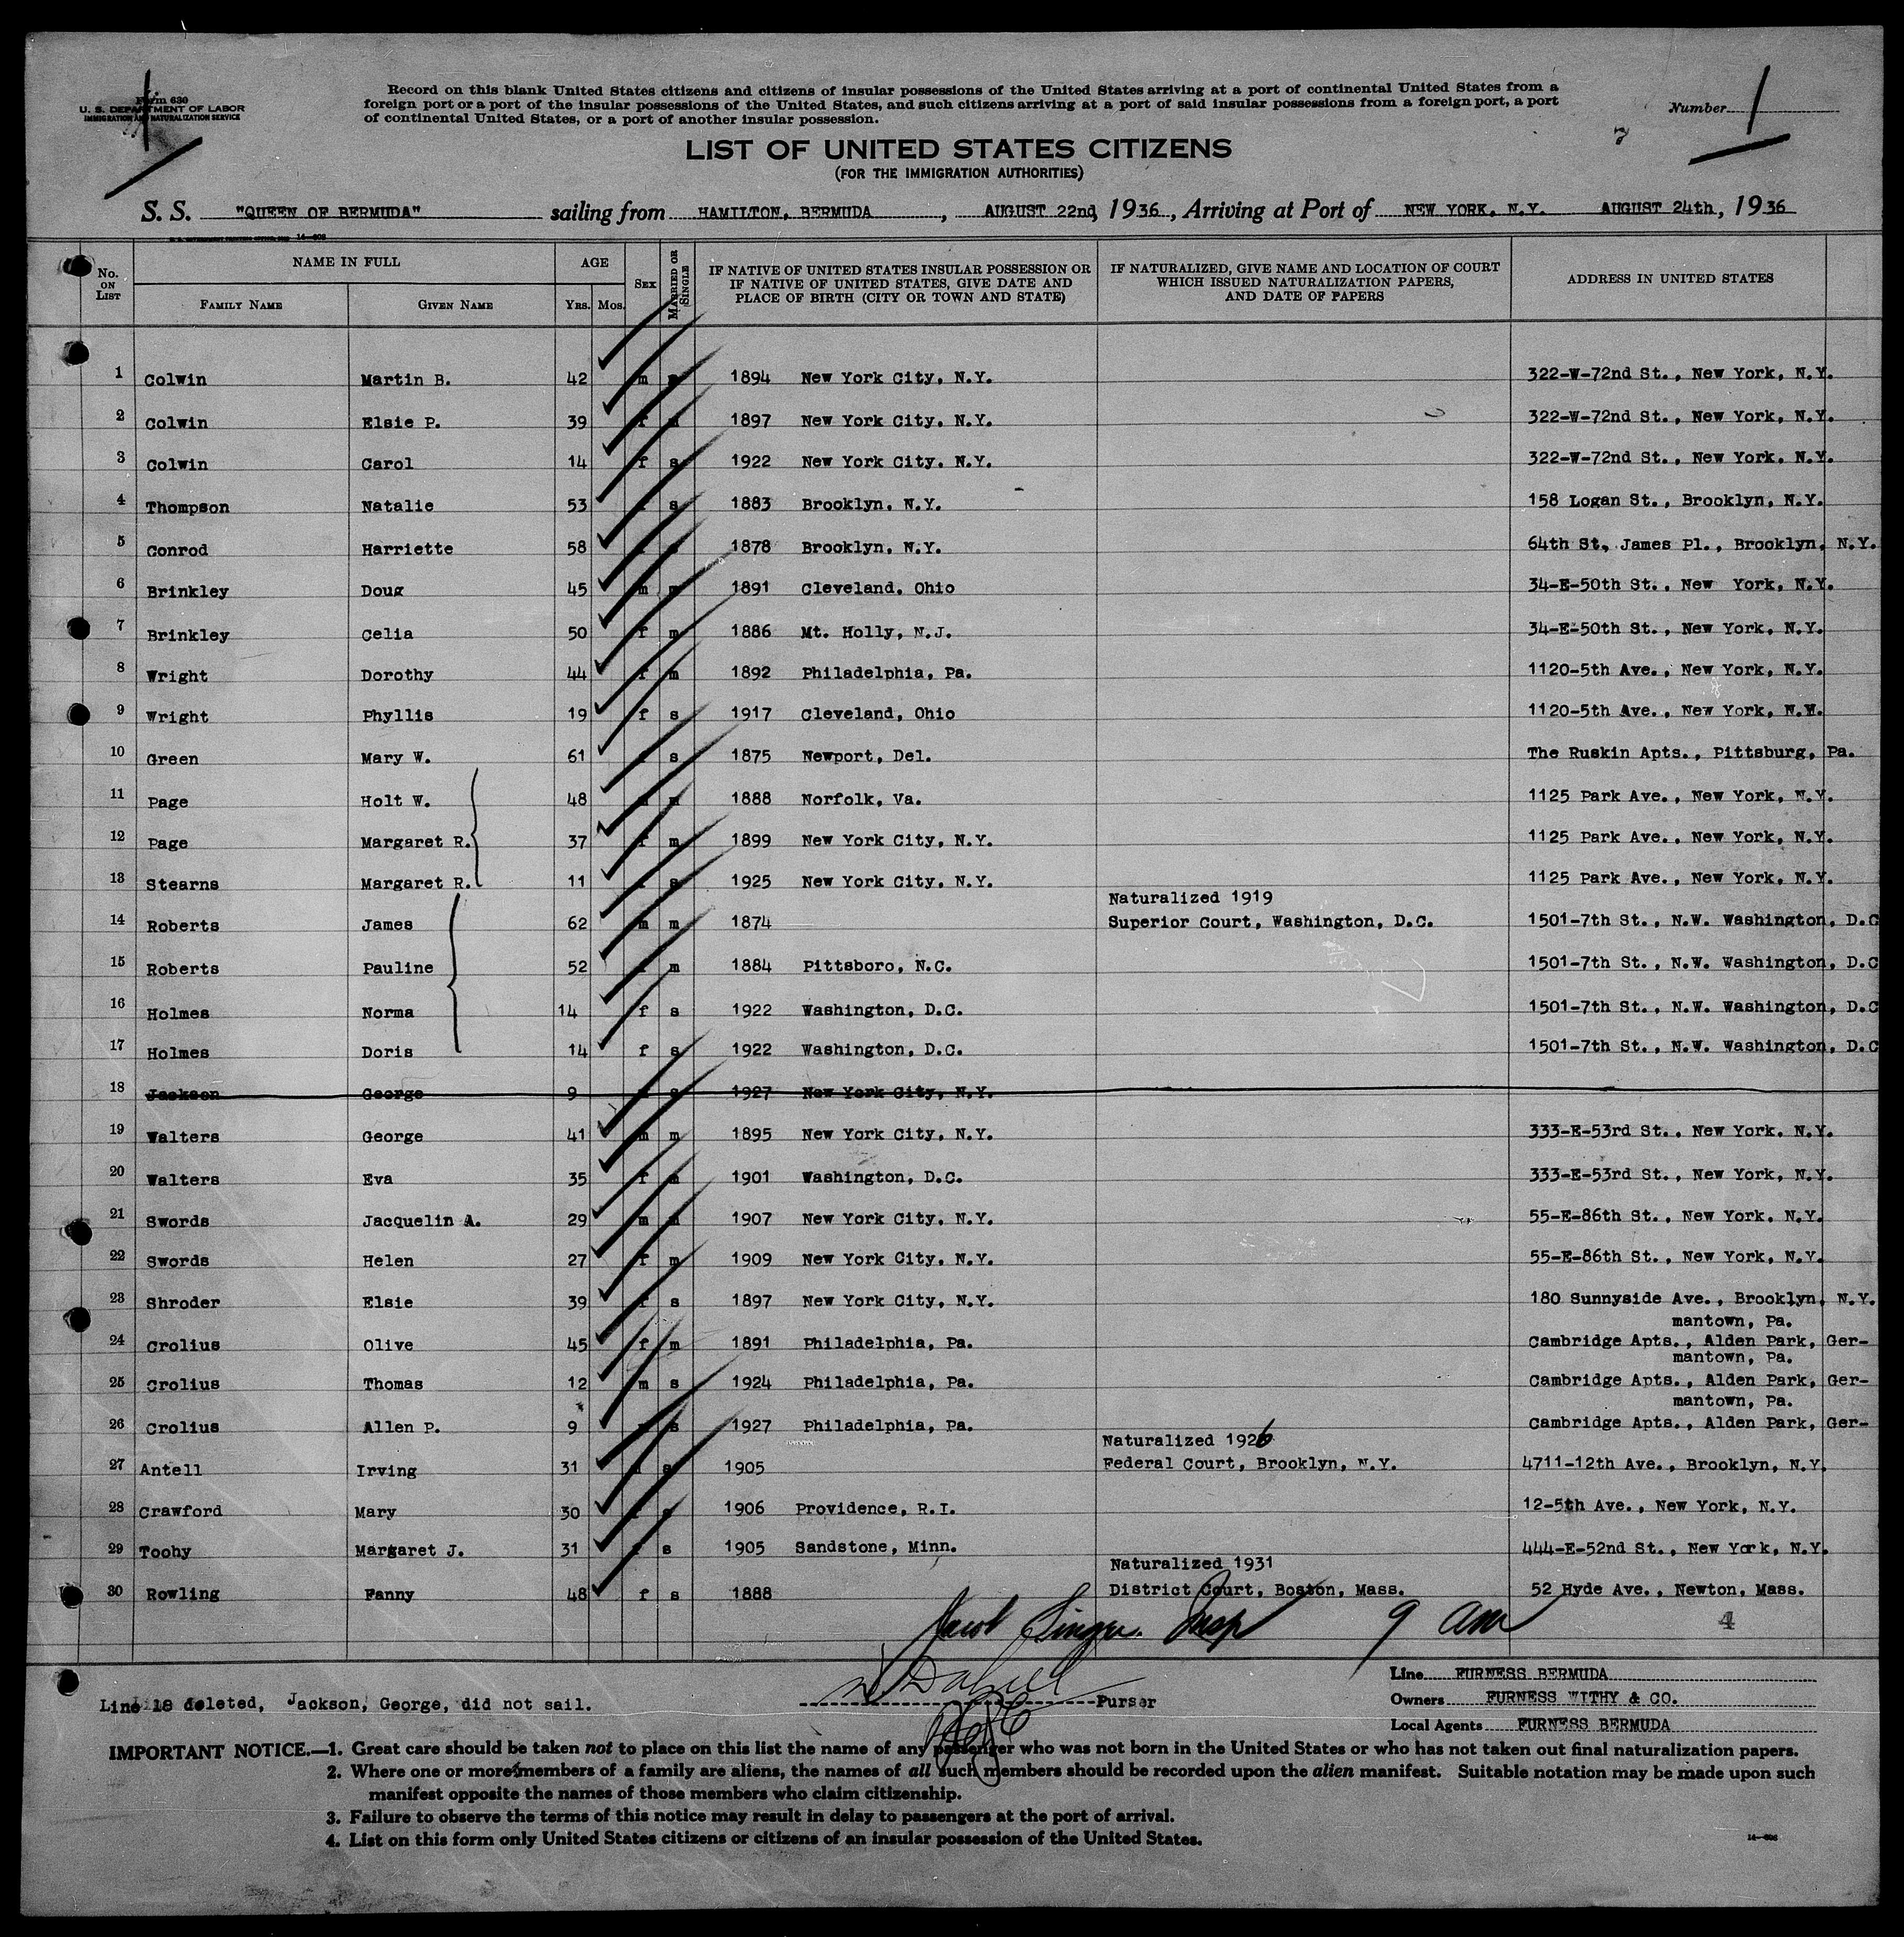 Form 630
U. S. DEPARTMENT OF LABOR
IMMIGRATION AND NATURALIZATION SERVICE
Record on this blank United States citizens and citizens of insular possessions of the United States arriving at a port of continental United States from a
foreign port or a port of the insular possessions of the United States, and such citizens arriving at a port of said insular possessions from a foreign port, a port
of continental United States, or a port of another insular possession.
Number 1
LIST OF UNITED STATES CITIZENS
(FOR THE IMMIGRATION AUTHORITIES)
S. S. "QUEEN OF BERMUDA" sailing from HAMILTON, BERMUDA, AUGUST 22nd, 1936, Arriving at Port of NEW YORK, N.Y. AUGUST 24th, 1936
No. ON LIST NAME IN FULL FAMILY NAME GIVEN NAME AGE Yrs. Mos. SEX MARRIED OR SINGLE IF NATIVE OF UNITED STATES INSULAR POSSESSION OR IF NATIVE OF UNITED STATES, GIVE DATE AND PLACE OF BIRTH (CITY OR TOWN AND STATE) IF NATURALIZED, GIVE NAME AND LOCATION OF COURT WHICH ISSUED NATURALIZATION PAPERS, AND DATE OF PAPERS ADDRESS IN UNITED STATES
1 Colwin Martin B. 42 m 1894 New York City, N.Y. 322-W-72nd St., New York, N.Y.
2 Colwin Elsie P. 39 f 1897 New York City, N.Y. 322-W-72nd St., New York, N.Y.
3 Colwin Carol 14 f s 1922 New York City, N.Y. 322-W-72nd St., New York, N.Y.
4 Thompson Natalie 53 s 1883 Brooklyn, N.Y. 158 Logan St., Brooklyn, N.Y.
5 Conrod Harriette 58 1878 Brooklyn, N.Y. 64th St, James Pl., Brooklyn, N.Y.
6 Brinkley Doug 45 m m 1891 Cleveland, Ohio 34-E-50th St., New York, N.Y.
7 Brinkley Celia 50 f m 1886 Mt. Holly, N.J. 34-E-50th St., New York, N.Y.
8 Wright Dorothy 44 f m 1892 Philadelphia, Pa. 1120-5th Ave., New York, N.Y.
9 Wright Phyllis 19 f s 1917 Cleveland, Ohio 1120-5th Ave., New York, N.Y.
10 Green Mary W. 61 s 1875 Newport, Del. The Ruskin Apts., Pittsburg, Pa.
11 Page Holt W. 48 m 1888 Norfolk, Va. 1125 Park Ave., New York, N.Y.
12 Page Margaret R. 37 f m 1899 New York City, N.Y. 1125 Park Ave., New York, N.Y.
13 Stearns Margaret R. 11 s 1925 New York City, N.Y. 1125 Park Ave., New York, N.Y.
Naturalized 1919
14 Roberts James 62 m m 1874 Superior Court, Washington, D.C. 1501-7th St., N.W. Washington, D.C
15 Roberts Pauline 52 f m 1884 Pittsboro, N.C. 1501-7th St., N.W. Washington, D.C
16 Holmes Norma 14 f s 1922 Washington, D.C. 1501-7th St., N.W. Washington, D.C
17 Holmes Doris 14 f s 1922 Washington, D.C. 1501-7th St., N.W. Washington, D.C
18 Jackson George 9 s 1927 New York City, N.Y.
19 Walters George 41 m m 1895 New York City, N.Y. 333-E-53rd St., New York, N.Y.
20 Walters Eva 35 f m 1901 Washington, D.C. 333-E-53rd St., New York, N.Y.
21 Swords Jacquelin A. 29 m m 1907 New York City, N.Y. 55-E-86th St., New York, N.Y.
22 Swords Helen 27 f m 1909 New York City, N.Y. 55-E-86th St., New York, N.Y.
23 Shroder Elsie 39 f s 1897 New York City, N.Y. 180 Sunnyside Ave., Brooklyn, N.Y.
mantown, Pa.
24 Crolius Olive 45 f m 1891 Philadelphia, Pa. Cambridge Apts., Alden Park, Ger-
mantown, Pa.
25 Crolius Thomas 12 m s 1924 Philadelphia, Pa. Cambridge Apts., Alden Park, Ger-
mantown, Pa.
26 Crolius Allen P. 9 s 1927 Philadelphia, Pa. Cambridge Apts., Alden Park, Ger-
Naturalized 1926
27 Antell Irving 31 s 1905 Federal Court, Brooklyn, N.Y. 4711-12th Ave., Brooklyn, N.Y.
28 Crawford Mary 30 f s 1906 Providence, R.I. 12-5th Ave., New York, N.Y.
29 Toohy Margaret J. 31 f s 1905 Sandstone, Minn. 444-E-52nd St., New York, N.Y.
Naturalized 1931
30 Rowling Fanny 48 f s 1888 District Court, Boston, Mass. 52 Hyde Ave., Newton, Mass.
Jacob Singer Insp 9 am 4
Line 18 deleted, Jackson, George, did not sail.
Purser
Line FURNESS BERMUDA
Owners FURNESS WITHY & CO.
Local Agents FURNESS BERMUDA
IMPORTANT NOTICE.—1. Great care should be taken not to place on this list the name of any passenger who was not born in the United States or who has not taken out final naturalization papers.
2. Where one or more members of a family are aliens, the names of all such members should be recorded upon the alien manifest. Suitable notation may be made upon such
manifest opposite the names of those members who claim citizenship.
3. Failure to observe the terms of this notice may result in delay to passengers at the port of arrival.
4. List on this form only United States citizens or citizens of an insular possession of the United States.